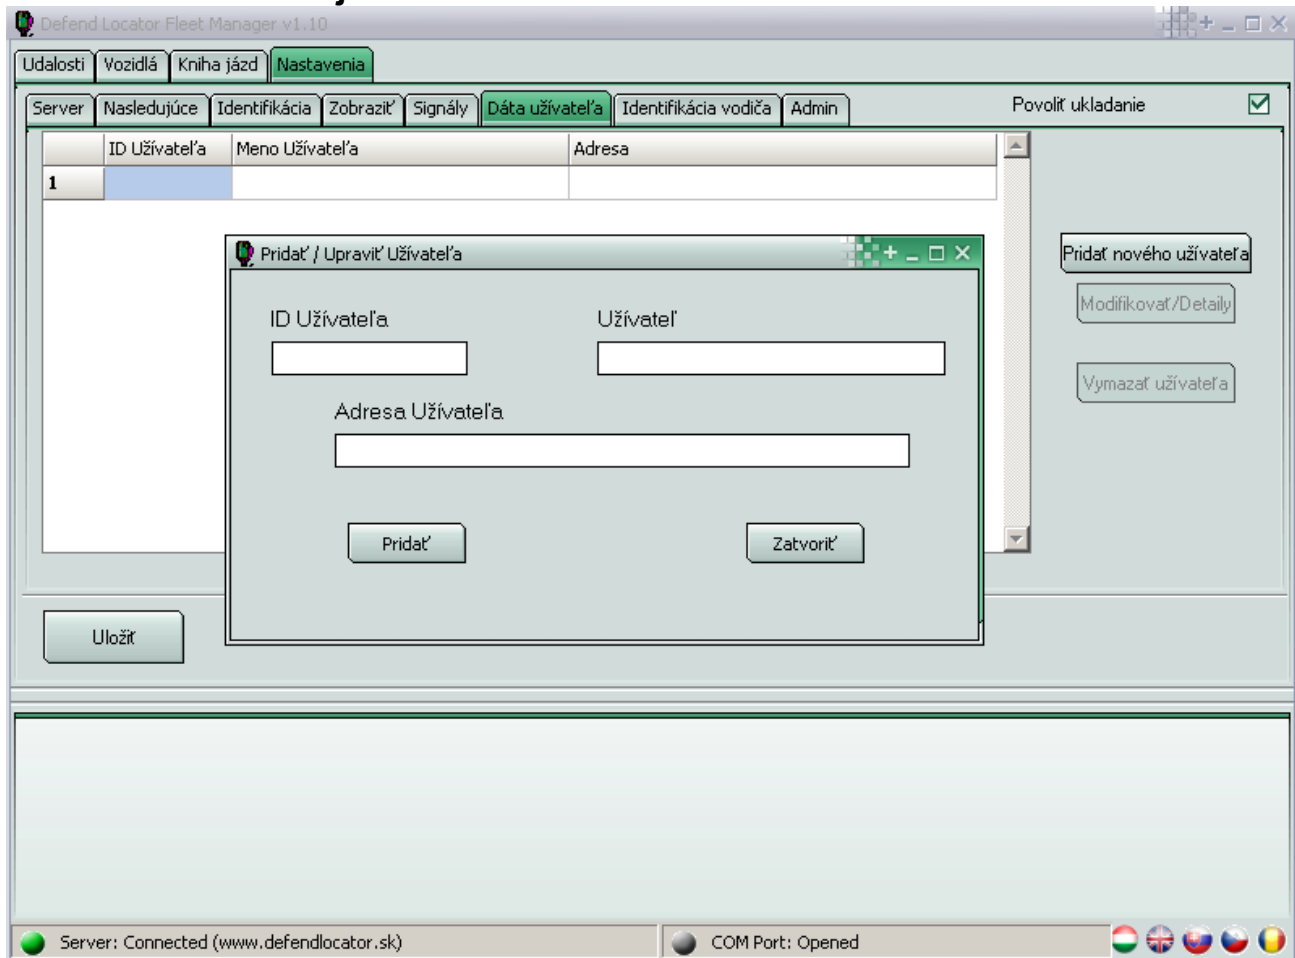 Defend Locator Fleet Manager v1.10
Udalosti Vozidlá Kniha jázd Nastavenia
Server Nasledujúce Identifikácia Zobraziť Signály Dáta užívateľa Identifikácia vodiča Admin Povoliť ukladanie
ID Užívateľa Meno Užívateľa Adresa
1
Pridať / Upraviť Užívateľa
Pridať nového užívateľa
Modifikovať/Detaily
ID Užívateľa Užívateľ
Vymazať užívateľa
Adresa Užívateľa
Pridať Zatvoriť
Uložiť
Server: Connected (www.defendlocator.sk) COM Port: Opened